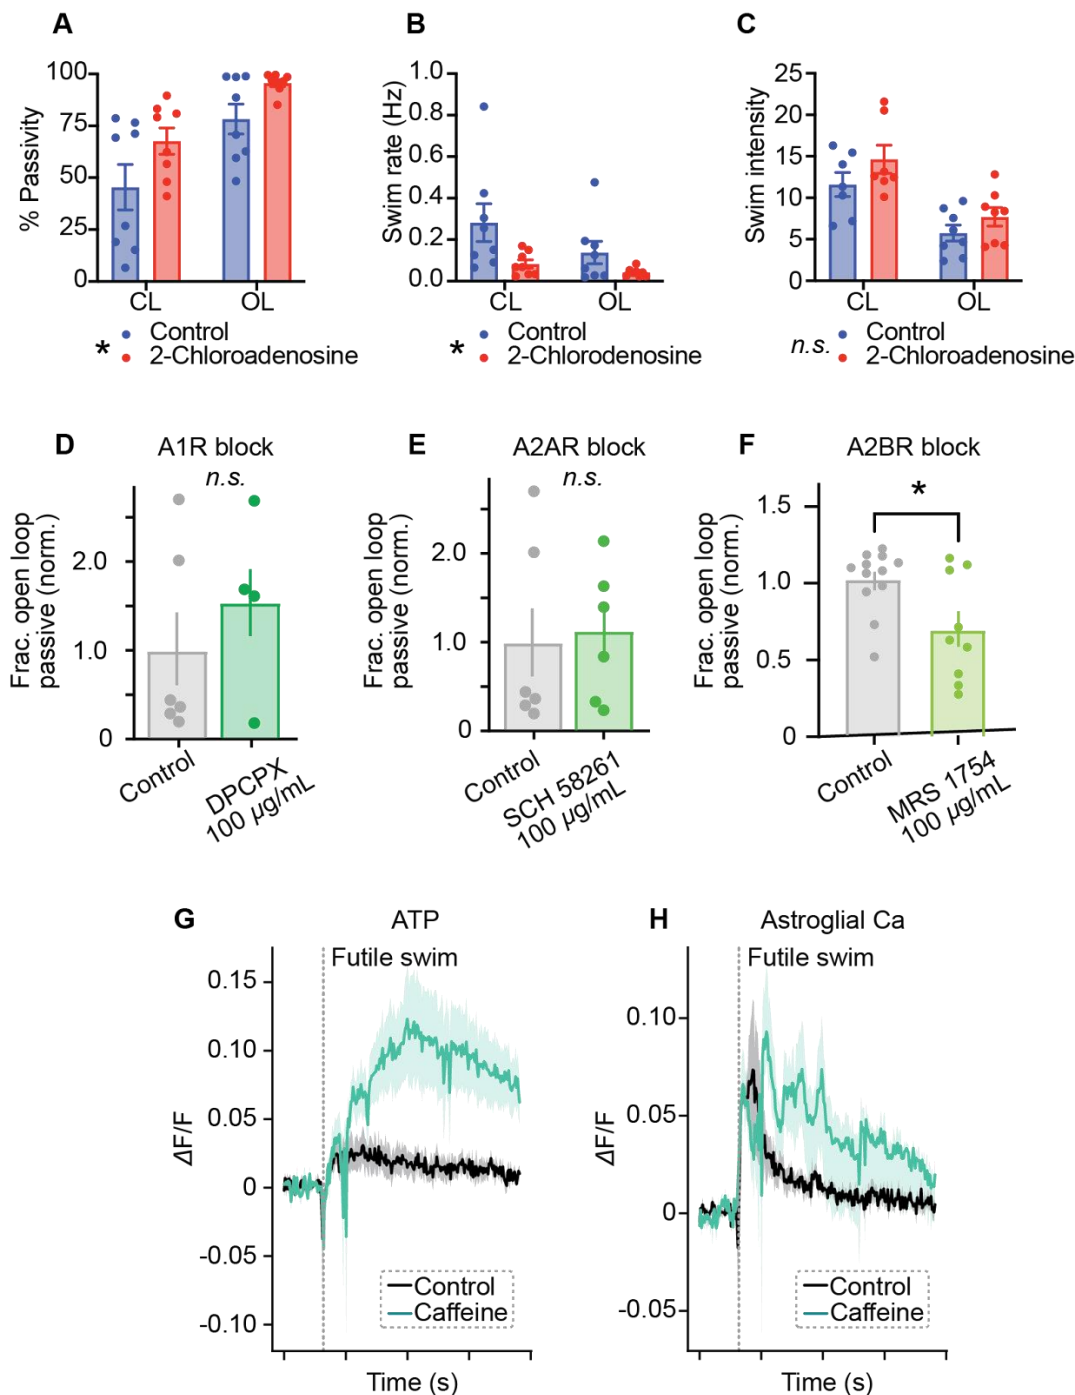 A
% Passivity
100
75
50
25
0
CL
OL
* Control
2-Chloroadenosine
B
Swim rate (Hz)
1.0
0.8
0.6
0.4
0.2
0.0
CL
OL
* Control
2-Chlorodenosine
C
Swim intensity
25
20
15
10
5
0
CL
OL
n.s. Control
2-Chloroadenosine
D
A1R block
n.s.
Frac. open loop
passive (norm.)
2.0
1.0
0
Control
DPCPX
100 µg/mL
E
A2AR block
n.s.
Frac. open loop
passive (norm.)
2.0
1.0
0
Control
SCH 58261
100 µg/mL
F
A2BR block
*
Frac. open loop
passive (norm.)
1.5
1.0
0.5
0
Control
MRS 1754
100 µg/mL
G
ATP
Futile swim
ΔF/F
0.15
0.10
0.05
0
-0.05
-0.10
Control
Caffeine
Time (s)
H
Astroglial Ca
Futile swim
ΔF/F
0.10
0.05
0
-0.05
Control
Caffeine
Time (s)